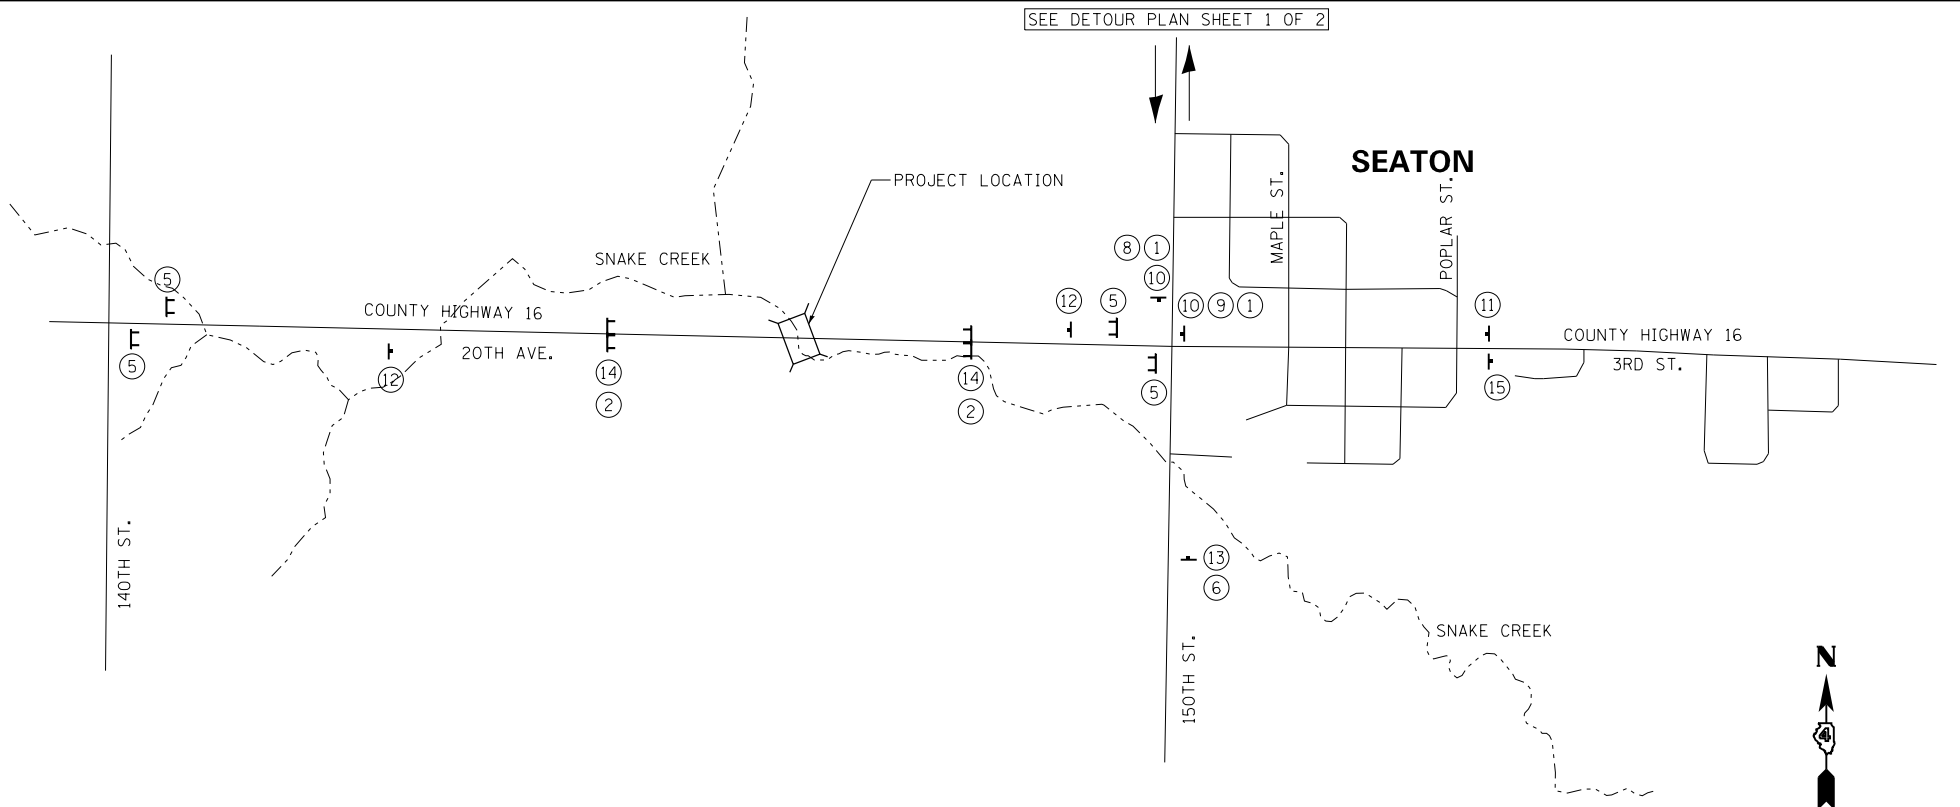 SEE DETOUR PLAN SHEET 1 OF 2
SEATON
MAPLE ST.
POPLAR ST.
PROJECT LOCATION
SNAKE CREEK
8 1
10
5
COUNTY HIGHWAY 16
20TH AVE.
12 5
10 9 1
11
COUNTY HIGHWAY 16
3RD ST.
5
12
14
2
14
2
5
15
140TH ST.
13
6
150TH ST.
SNAKE CREEK
N
4